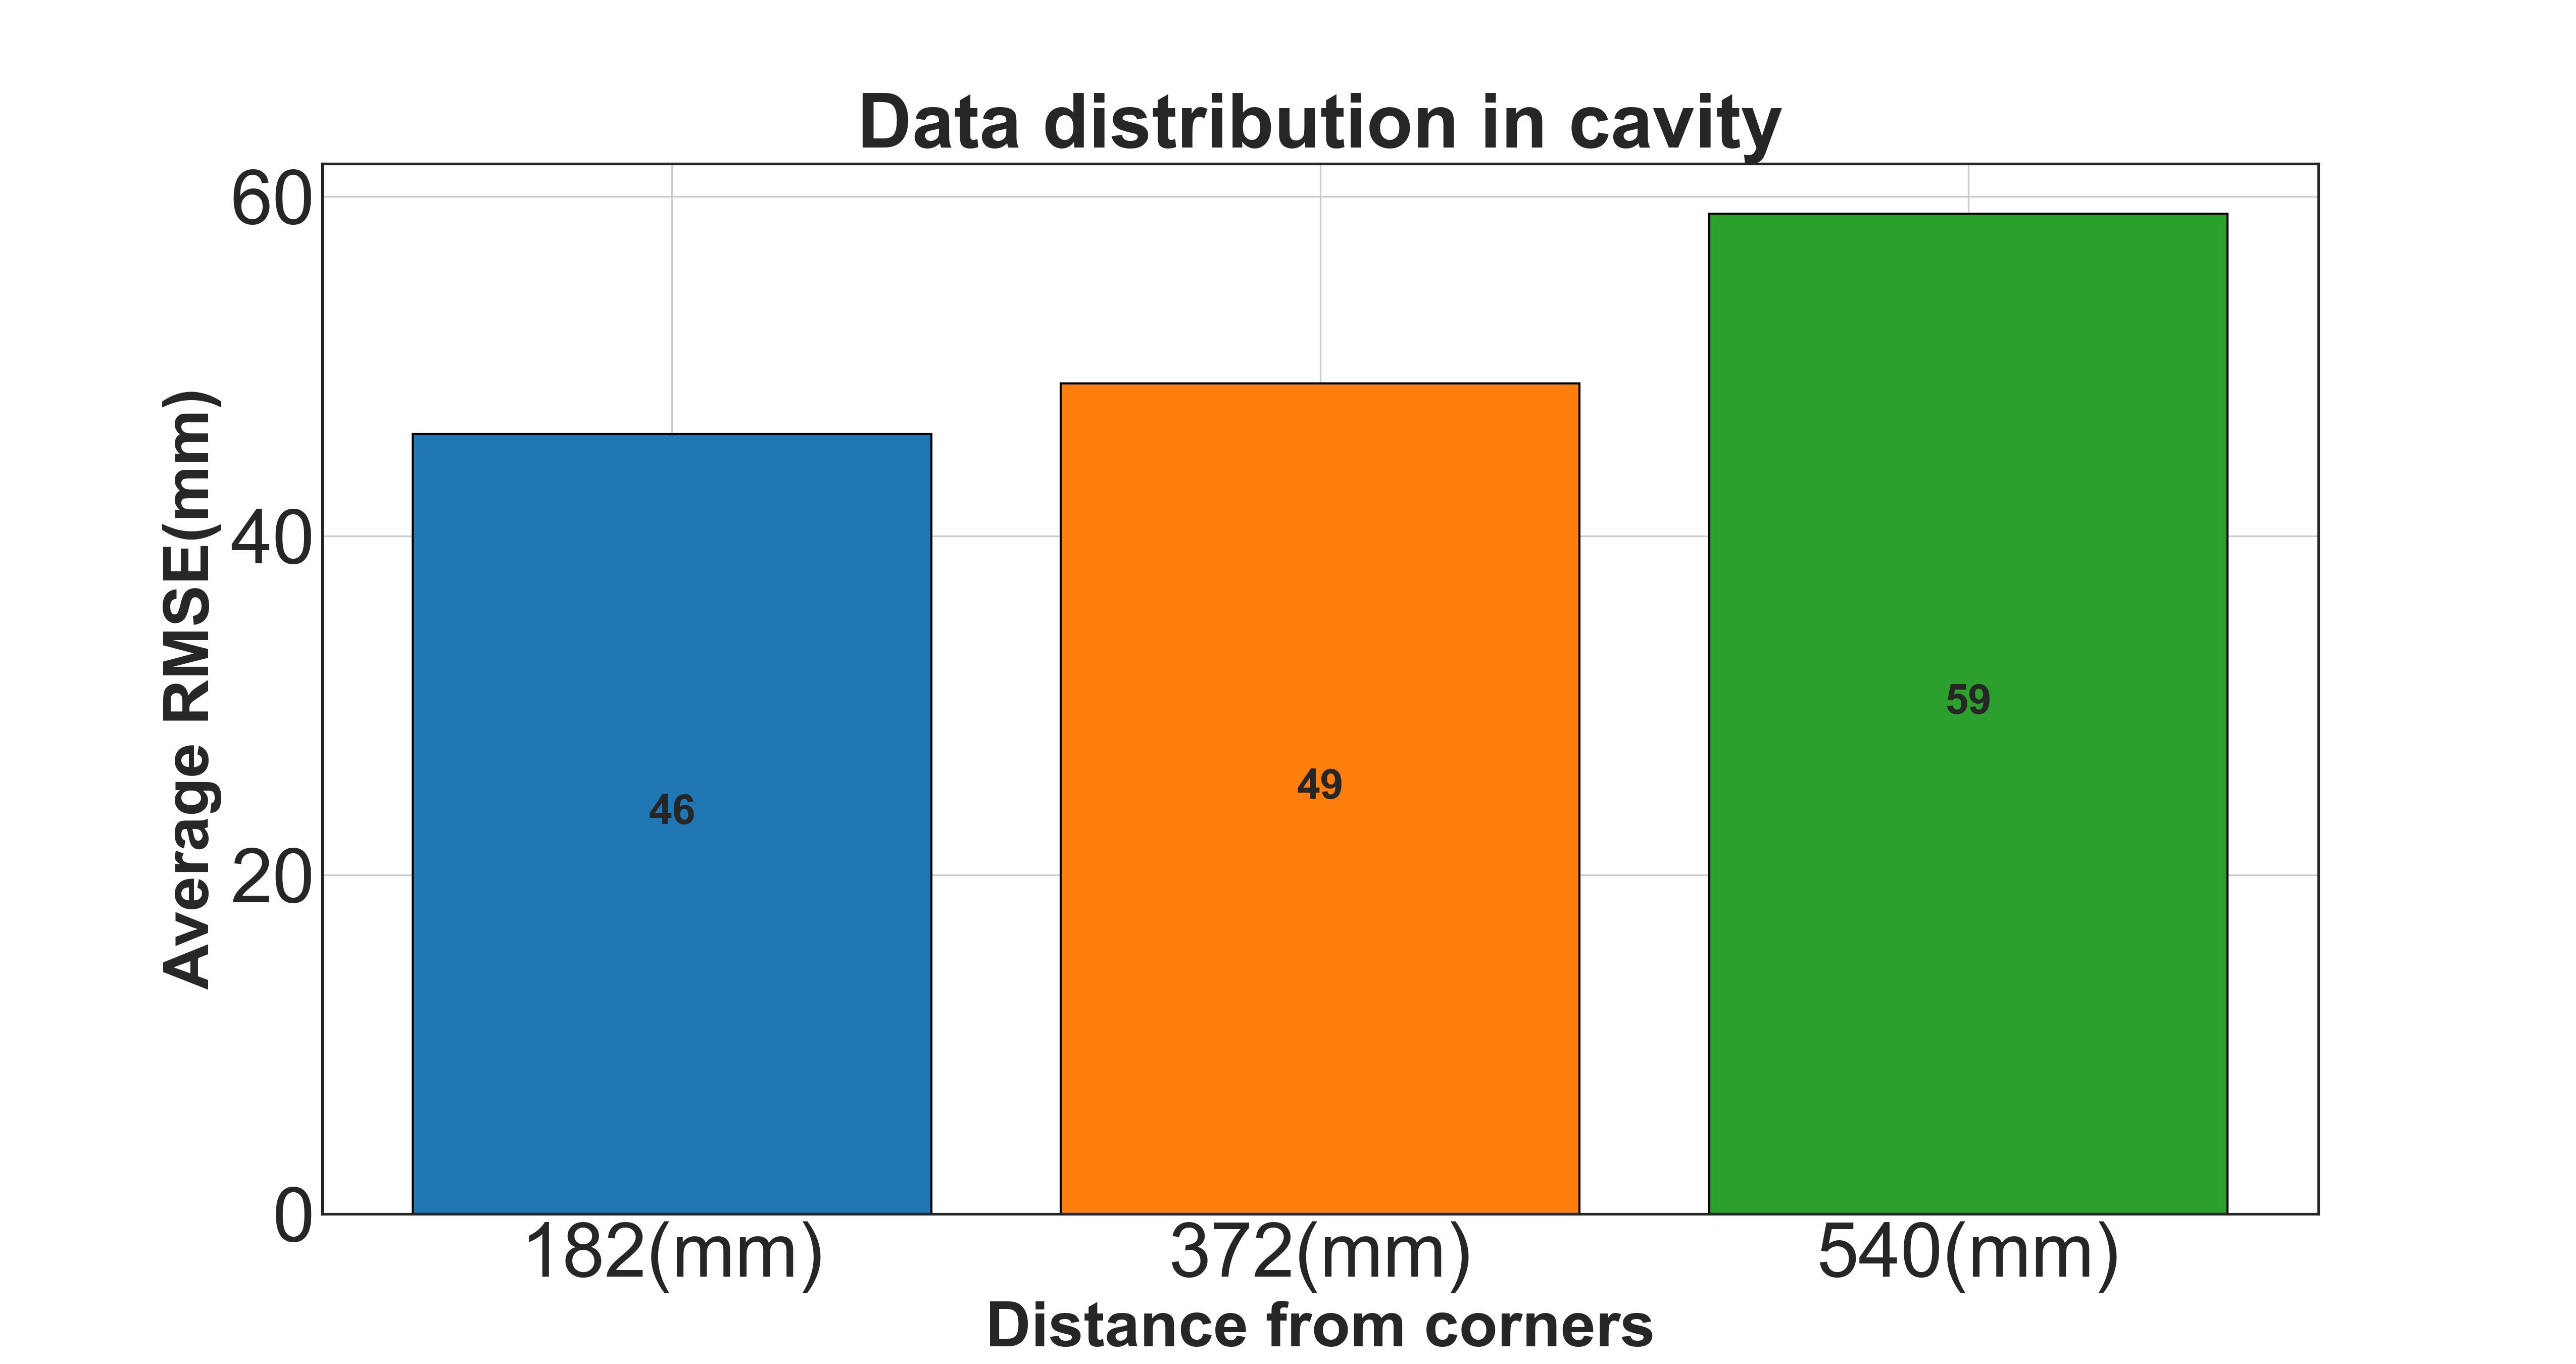 Data distribution in cavity
Average RMSE(mm)
60
40
20
0
46
49
59
182(mm)
372(mm)
540(mm)
Distance from corners